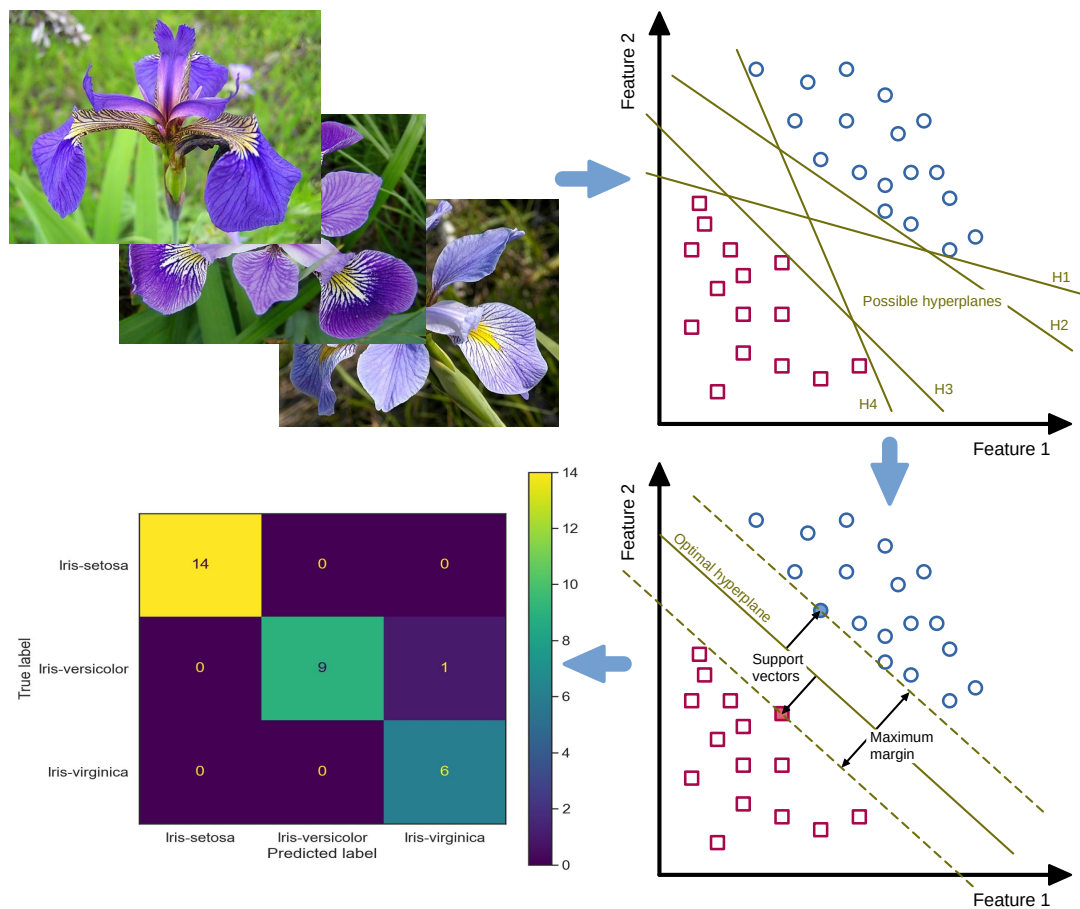 Feature 2
H1
Possible hyperplanes
H2
H3
H4
Feature 1
Feature 2
Optimal hyperplane
Support
vectors
Maximum
margin
Feature 1
14
12
10
8
6
4
2
0
True label
Iris-setosa
14 0 0
Iris-versicolor
0 9 1
Iris-virginica
0 0 6
Iris-setosa Iris-versicolor Iris-virginica
Predicted label